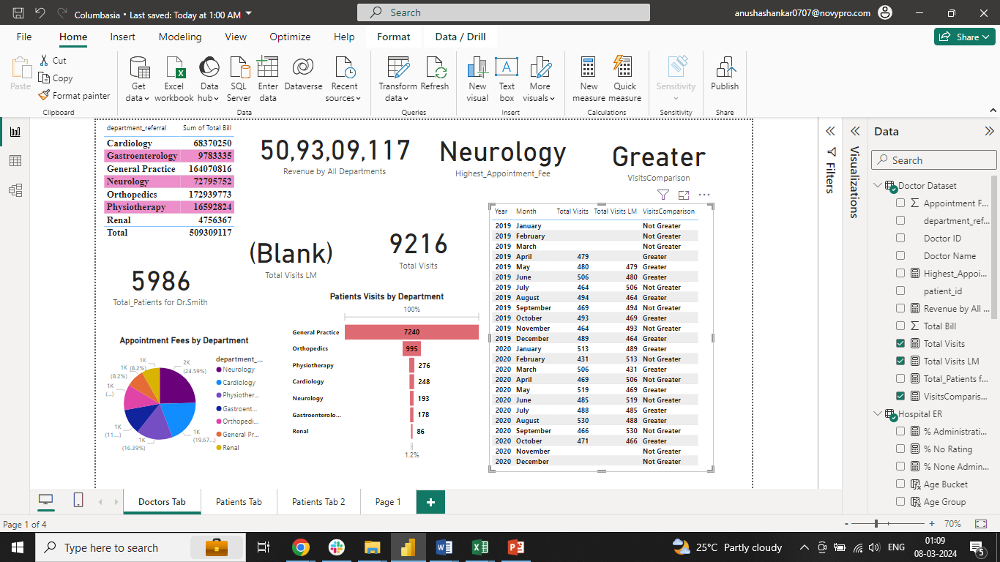 Columbasia • Last saved: Today at 1:00 AM
Search
anushashankar0707@novypro.com
File
Home
Insert
Modeling
View
Optimize
Help
Format
Data / Drill
Share
Paste
Cut
Copy
Format painter
Clipboard
Get data
Excel workbook
Data hub
SQL Server
Enter data
Dataverse
Recent sources
Data
Transform data
Refresh
Queries
New visual
Text box
More visuals
Insert
New measure
Quick measure
Calculations
Sensitivity
Sensitivity
Publish
Share
department_referral Sum of Total Bill
Cardiology 68370250
Gastroenterology 9783335
General Practice 164070816
Neurology 72795752
Orthopedics 172939773
Physiotherapy 16592824
Renal 4756367
Total 509309117
50,93,09,117
Revenue by All Departments
Neurology
Highest_Appointment_Fee
Greater
VisitsComparison
(Blank)
Total Visits LM
9216
Total Visits
5986
Total_Patients for Dr.Smith
Year Month Total Visits Total Visits LM VisitsComparison
2019 January Not Greater
2019 February Not Greater
2019 March Not Greater
2019 April 479 Greater
2019 May 480 479 Greater
2019 June 506 480 Greater
2019 July 464 506 Not Greater
2019 August 494 464 Greater
2019 September 469 494 Not Greater
2019 October 493 469 Greater
2019 November 464 493 Not Greater
2019 December 489 464 Greater
2020 January 513 489 Greater
2020 February 431 513 Not Greater
2020 March 506 431 Greater
2020 April 469 506 Not Greater
2020 May 519 469 Greater
2020 June 485 519 Not Greater
2020 July 488 485 Greater
2020 August 530 488 Greater
2020 September 466 530 Not Greater
2020 October 471 466 Greater
2020 November Not Greater
2020 December Not Greater
Patients Visits by Department
100%
General Practice 7240
Orthopedics 995
Physiotherapy 276
Cardiology 248
Neurology 193
Gastroenterolo... 178
Renal 86
1.2%
Appointment Fees by Department
2K
(24.59%)
1K
(19.67...)
1K
(16.39%)
1K
(11....)
1K
(...)
1K
(8.2%)
1K
(8.2%)
department_...
Neurology
Cardiology
Physiother...
Gastroent...
Orthopedi...
General Pr...
Renal
Filters
Visualizations
Data
Search
Doctor Dataset
Appointment F...
department_ref...
Doctor ID
Doctor Name
Highest_Appoi...
patient_id
Revenue by All ...
Total Bill
Total Visits
Total Visits LM
Total_Patients f...
VisitsComparis...
Hospital ER
% Administrati...
% No Rating
% None Admin...
Age Bucket
Age Group
Doctors Tab
Patients Tab
Patients Tab 2
Page 1
+
Page 1 of 4
- + 70%
Type here to search
25°C Partly cloudy
ENG
01:09
08-03-2024
5